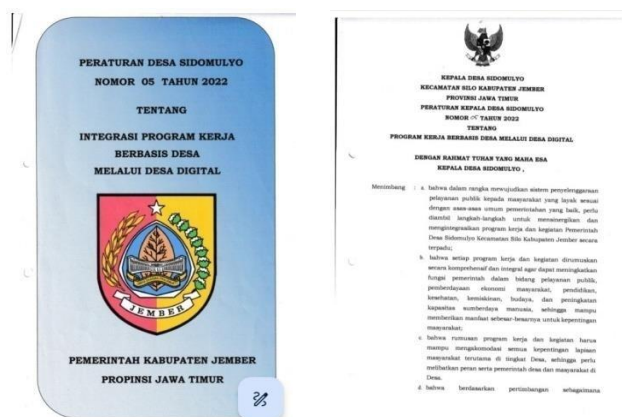 PERATURAN DESA SIDOMULYO
NOMOR 05 TAHUN 2022
TENTANG
INTEGRASI PROGRAM KERJA
BERBASIS DESA
MELALUI DESA DIGITAL
JEMBER
PEMERINTAH KABUPATEN JEMBER
PROPINSI JAWA TIMUR
KEPALA DESA SIDOMULYO
KECAMATAN SILO KABUPATEN JEMBER
PROVINSI JAWA TIMUR
PERATURAN KEPALA DESA SIDOMULYO
NOMOR 05 TAHUN 2022
TENTANG
PROGRAM KERJA BERBASIS DESA MELALUI DESA DIGITAL
DENGAN RAHMAT TUHAN YANG MAHA ESA
KEPALA DESA SIDOMULYO ,
Menimbang : a. bahwa dalam rangka mewujudkan sistem penyelenggaraan
pelayanan publik kepada masyarakat yang layak sesuai
dengan asas-asas umum pemerintahan yang baik, perlu
diambil langkah-langkah untuk mensinergikan dan
mengintegrasikan program kerja dan kegiatan Pemerintah
Desa Sidomulyo Kecamatan Silo Kabupaten Jember secara
terpadu;
b. bahwa setiap program kerja dan kegiatan dirumuskan
secara komprehensif dan integral agar dapat meningkatkan
fungsi pemerintah dalam bidang pelayanan publik,
pemberdayaan ekonomi masyarakat, pendidikan,
kesehatan, kemiskinan, budaya, dan peningkatan
kapasitas sumberdaya manusia, sehingga mampu
memberikan manfaat sebesar-besarnya untuk kepentingan
masyarakat;
c. bahwa rumusan program kerja dan kegiatan harus
mampu mengakomodasi semua kepentingan lapisan
masyarakat terutama di tingkat Desa, sehingga perlu
melibatkan peran serta pemerintah desa dan masyarakat di
Desa.
d. bahwa berdasarkan pertimbangan sebagaimana